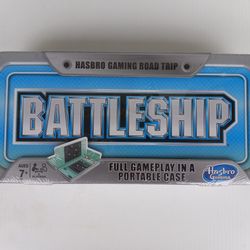 HASBRO GAMING ROAD TRIP
BATTLESHIP
AGES
7+
FULL GAMEPLAY IN A
PORTABLE CASE
Hasbro
GAMING